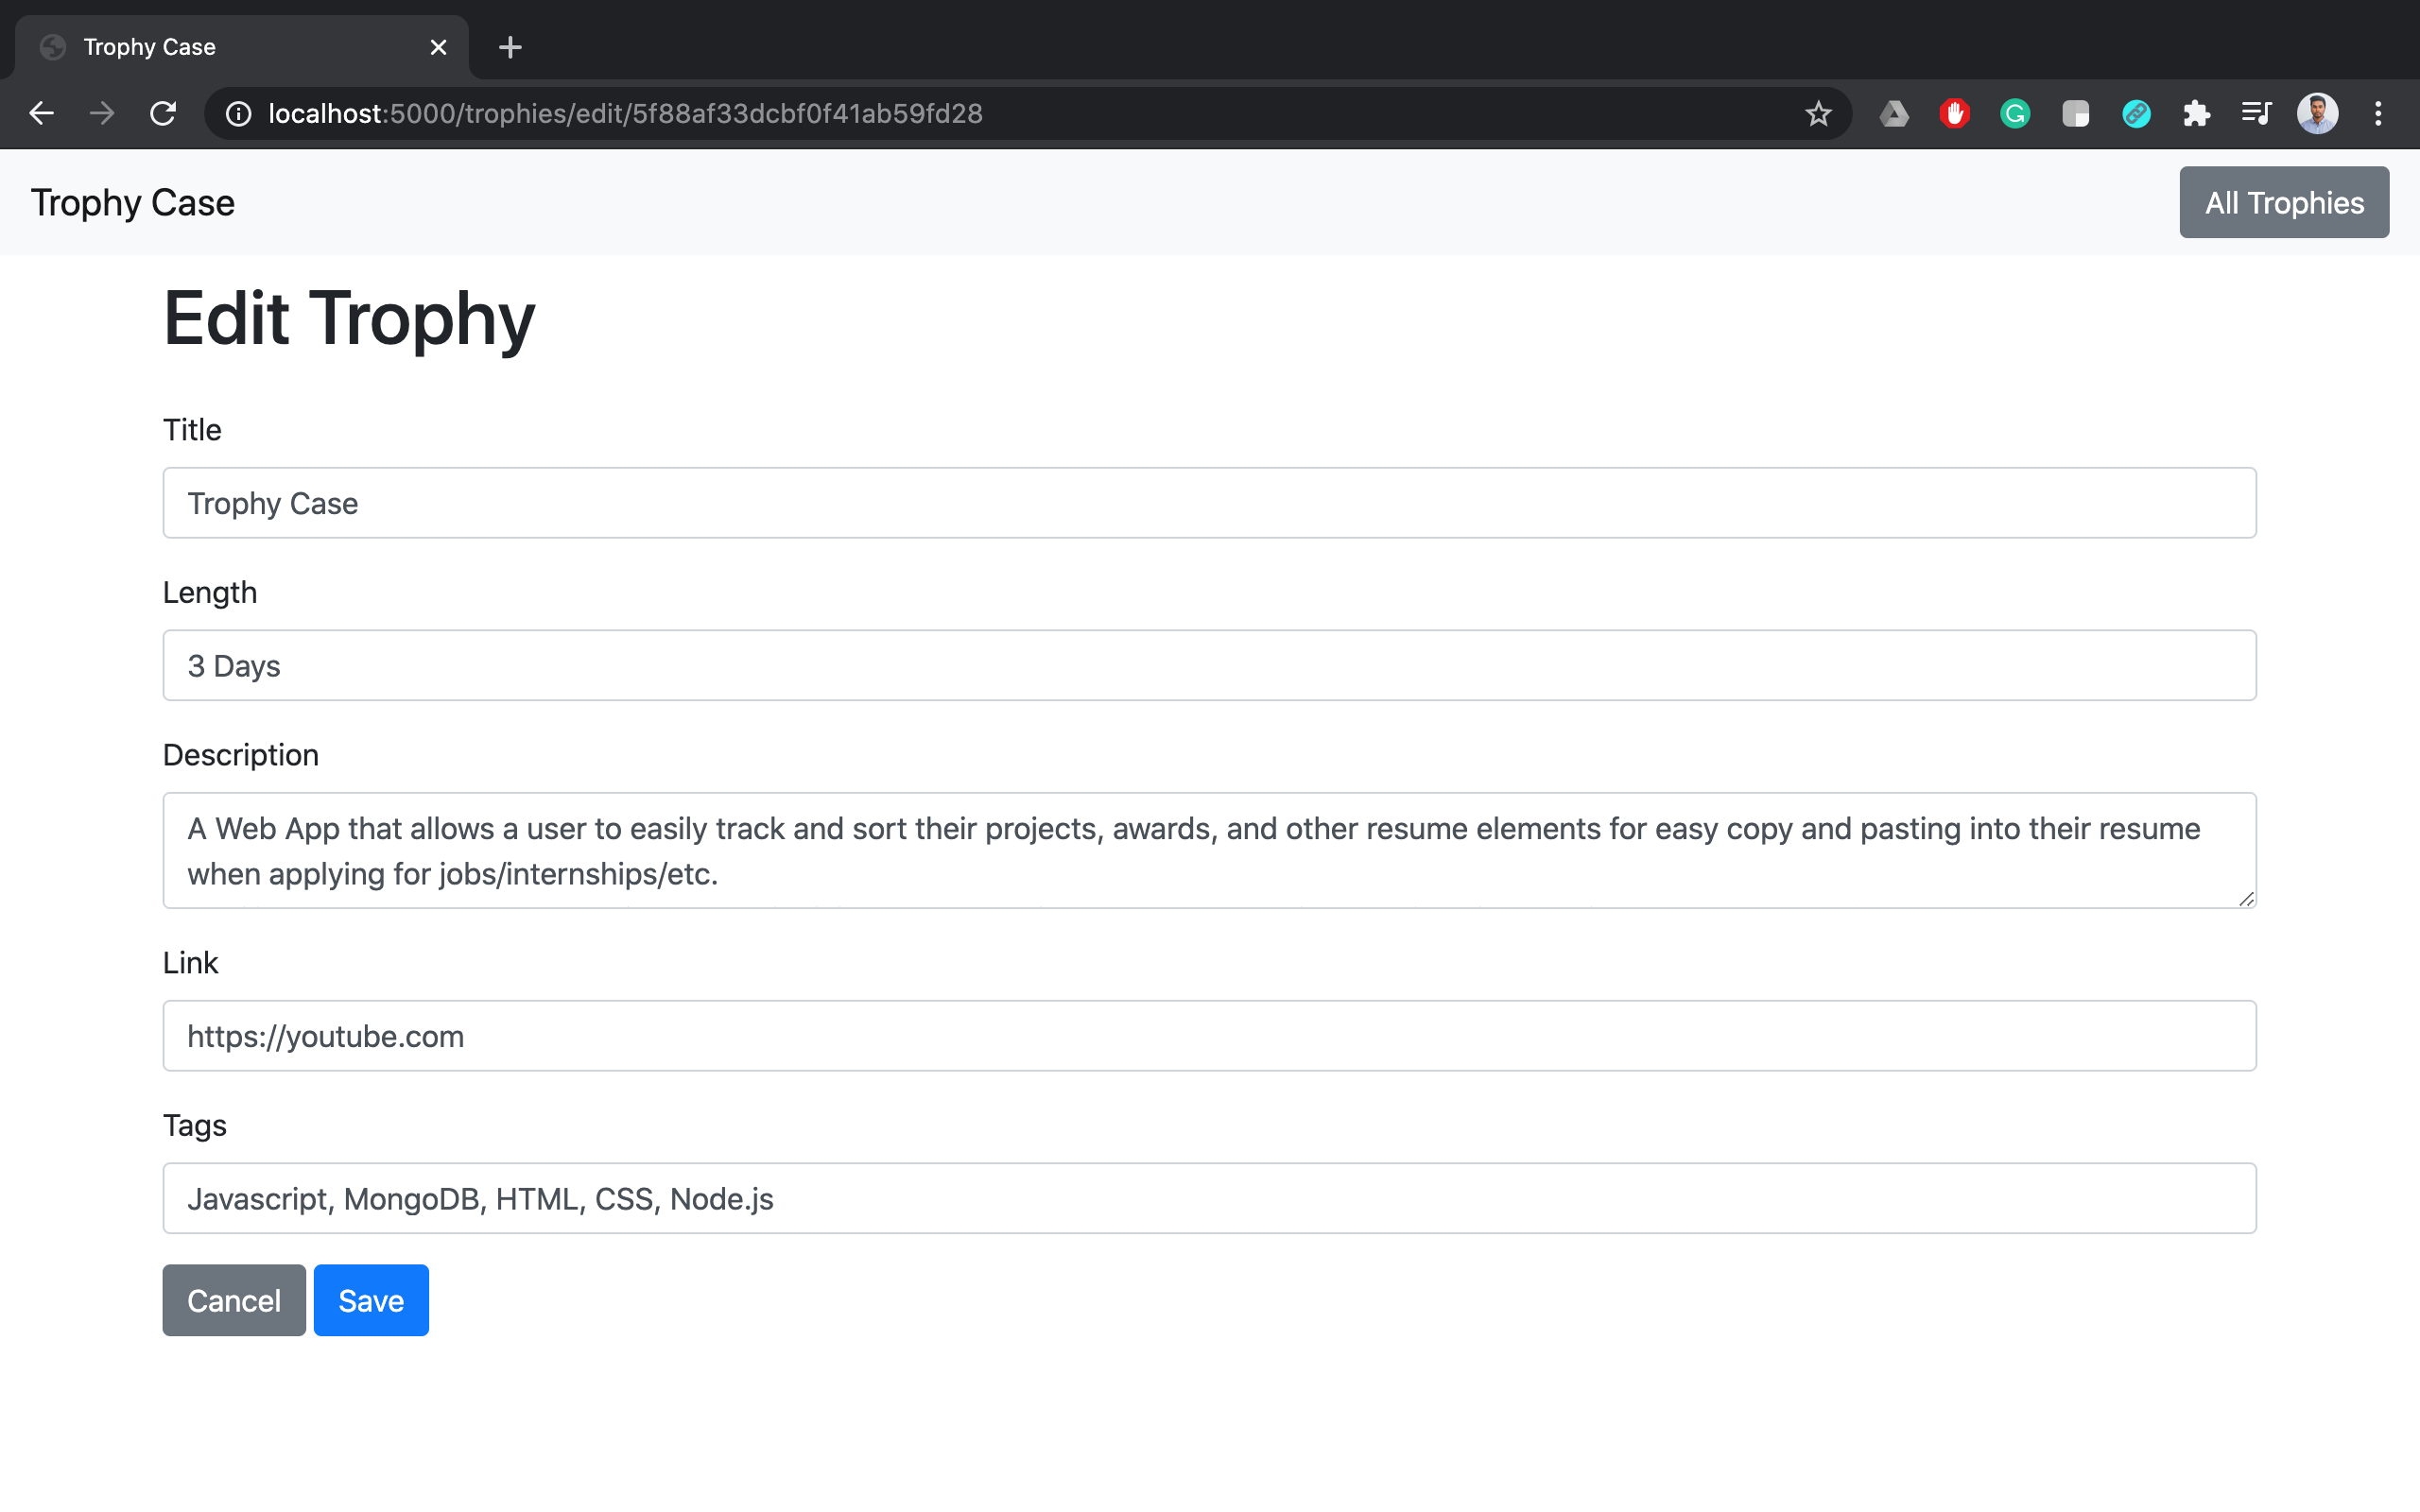 Trophy Case
localhost:5000/trophies/edit/5f88af33dcbf0f41ab59fd28
Trophy Case
All Trophies
Edit Trophy
Title
Trophy Case
Length
3 Days
Description
A Web App that allows a user to easily track and sort their projects, awards, and other resume elements for easy copy and pasting into their resume
when applying for jobs/internships/etc.
Link
https://youtube.com
Tags
Javascript, MongoDB, HTML, CSS, Node.js
Cancel
Save